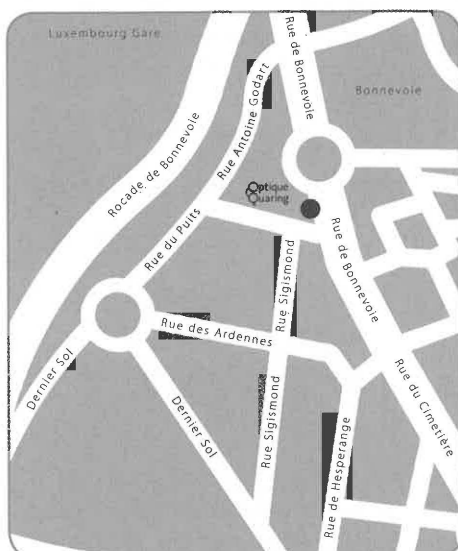 Luxembourg Gare
Rue de Bonnevoie
Bonnevoie
Rue Antoine Godart
Rocade de Bonnevoie
Optique
Quaring
Rue du Puits
Rue de Bonnevoie
Rue Sigismond
Rue des Ardennes
Dernier Sol
Dernier Sol
Rue Sigismond
Rue du Cimetière
Rue de Hesperange